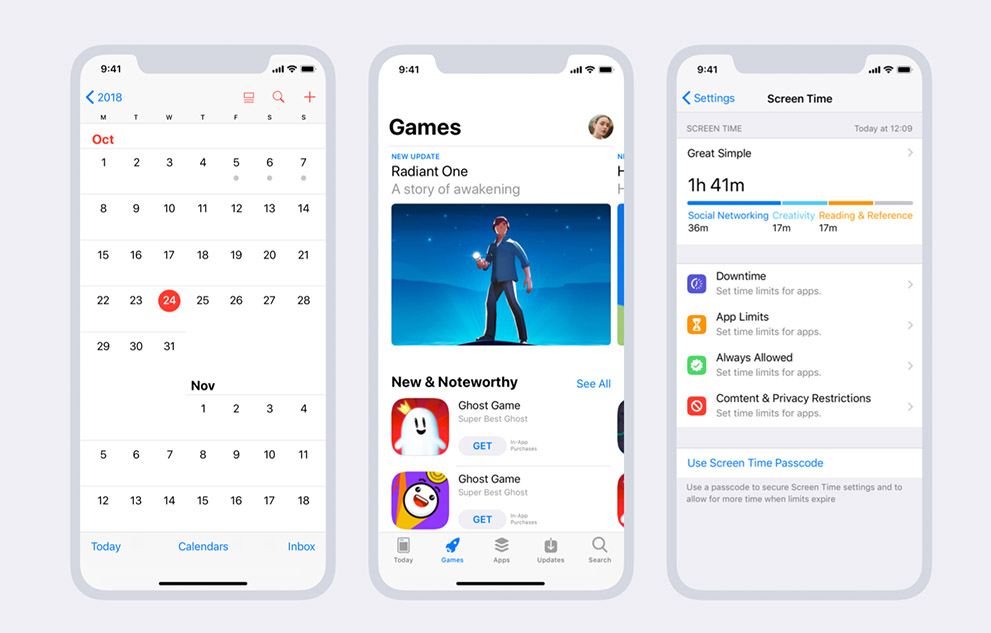 9:41
2018
M T W T F S S
Oct
1 2 3 4 5 6 7
8 9 10 11 12 13 14
15 16 17 18 19 20 21
22 23 24 25 26 27 28
29 30 31
Nov
1 2 3 4
5 6 7 8 9 10 11
12 13 14 15 16 17 18
Today Calendars Inbox
9:41
Games
NEW UPDATE
Radiant One
A story of awakening
New & Noteworthy See All
Ghost Game
Super Best Ghost
GET In-App
Purchases
Ghost Game
Super Best Ghost
GET In-App
Purchases
Today Games Apps Updates Search
9:41
Settings Screen Time
SCREEN TIME Today at 12:09
Great Simple
1h 41m
Social Networking Creativity Reading & Reference
36m 17m 17m
Downtime
Set time limits for apps.
App Limits
Set time limits for apps.
Always Allowed
Set time limits for apps.
Comtent & Privacy Restrictions
Set time limits for apps.
Use Screen Time Passcode
Use a passcode to secure Screen Time settings and to
allow for more time when limits expire